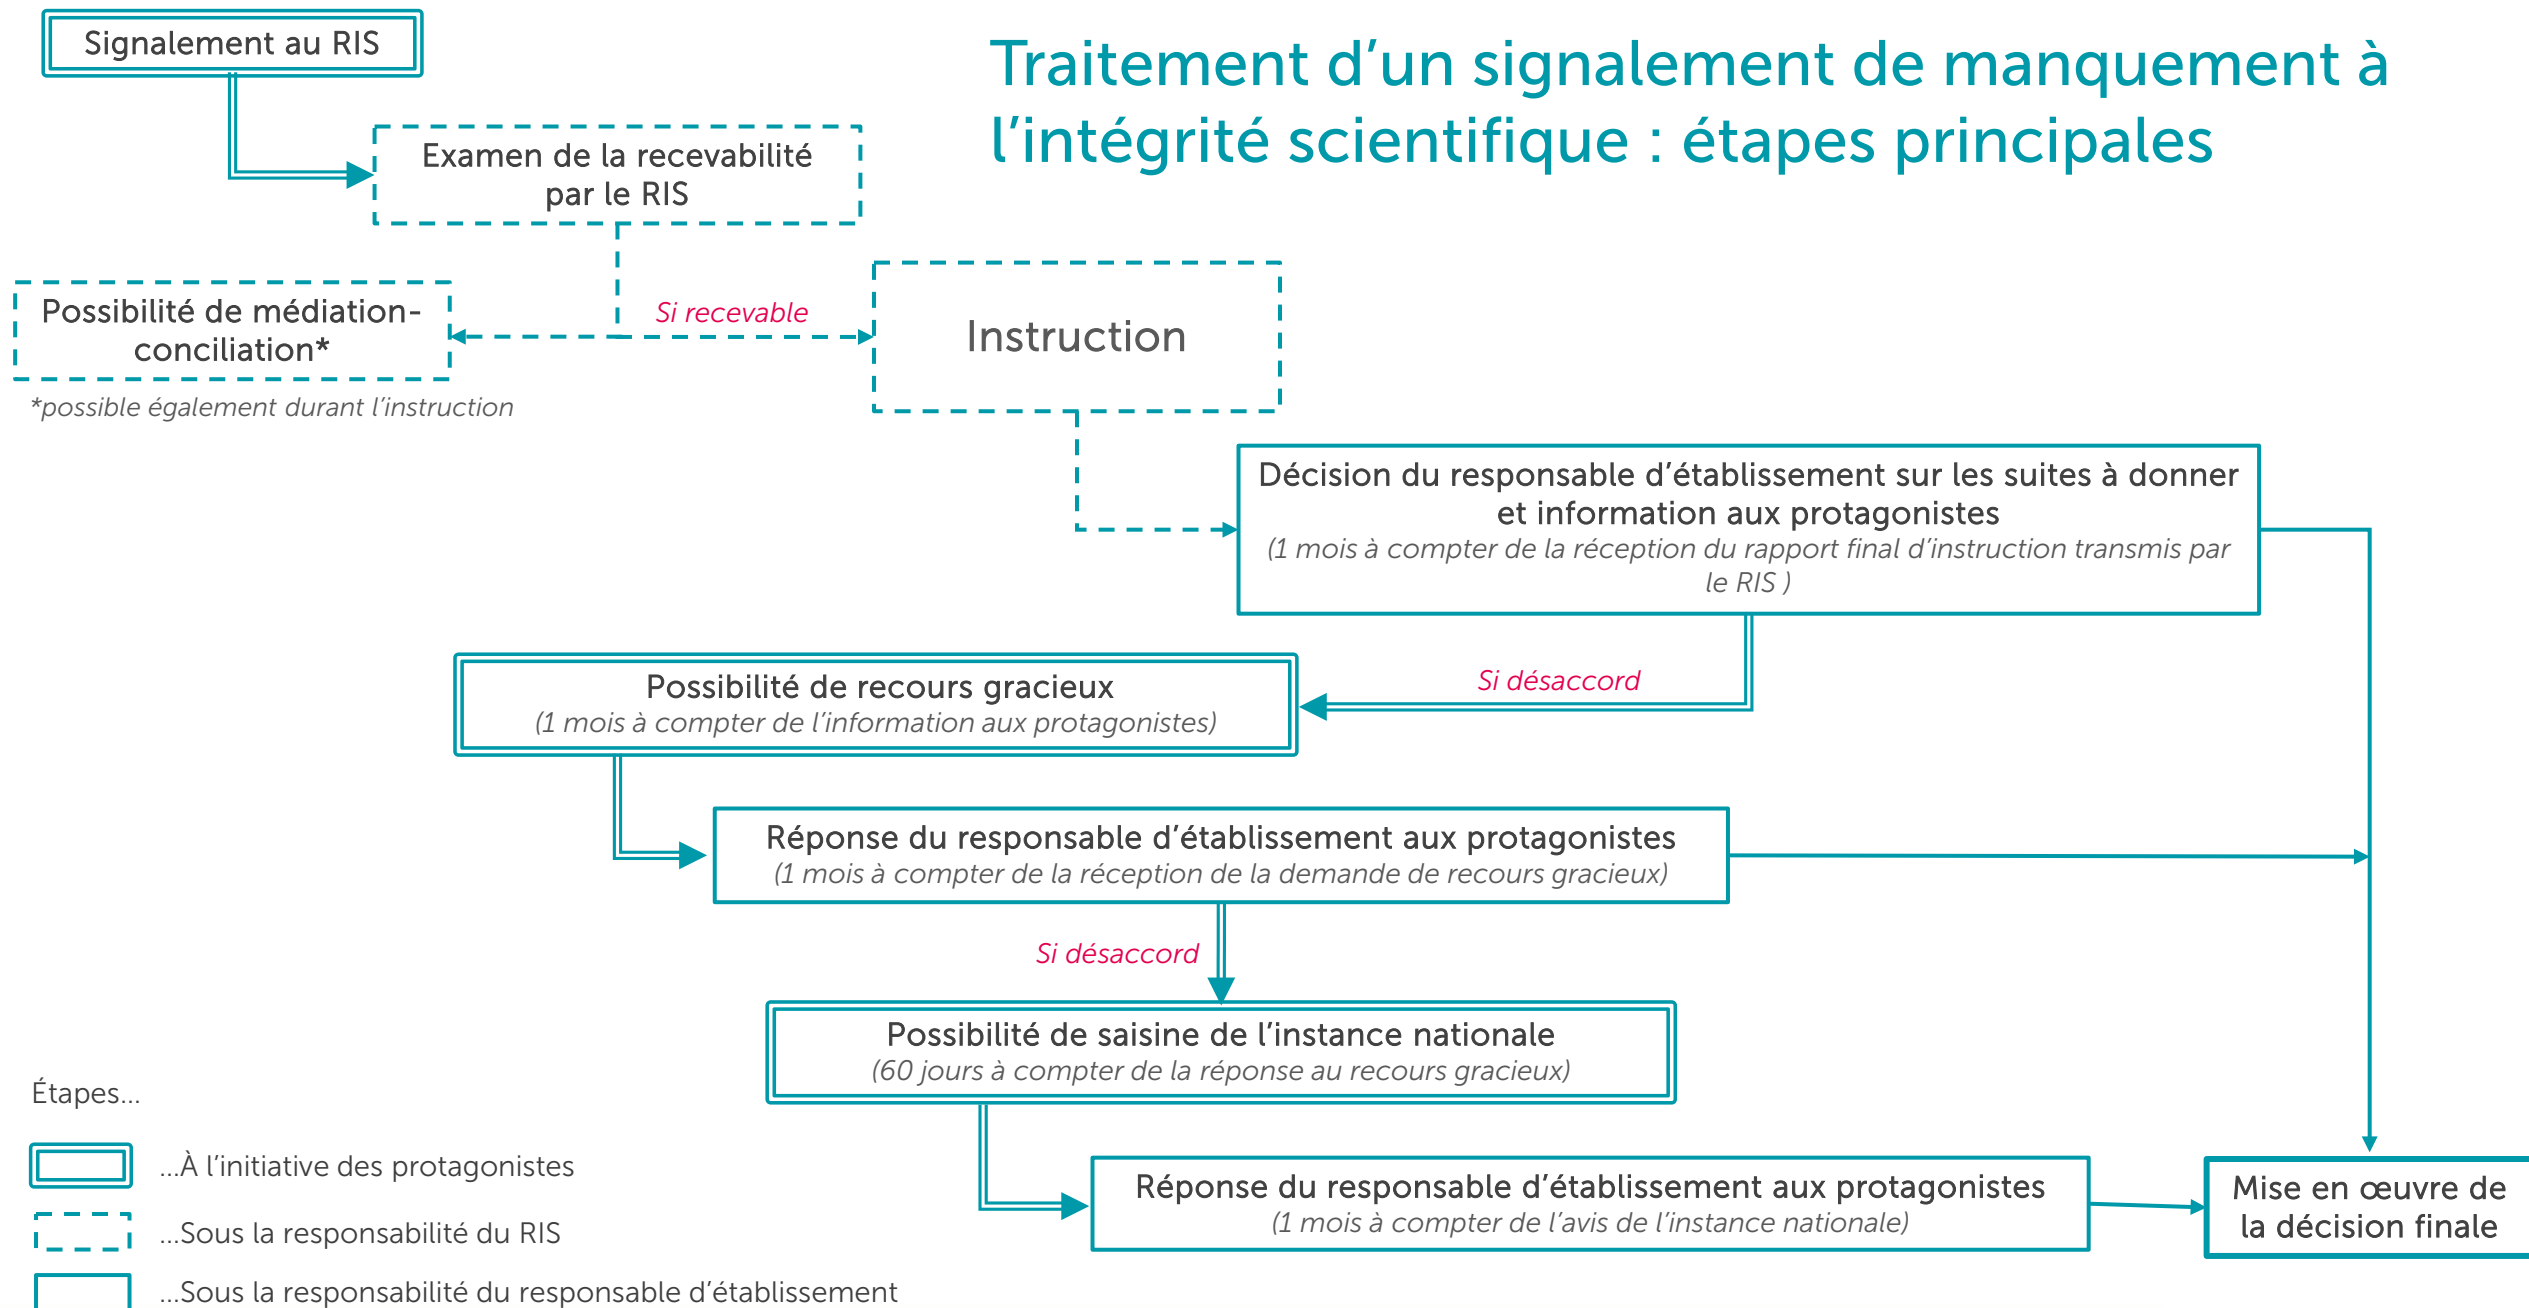 Signalement au RIS
Traitement d’un signalement de manquement à
l’intégrité scientifique : étapes principales
Examen de la recevabilité
par le RIS
Possibilité de médiation-
conciliation*
*possible également durant l’instruction
Si recevable
Instruction
Décision du responsable d’établissement sur les suites à donner
et information aux protagonistes
(1 mois à compter de la réception du rapport final d’instruction transmis par
le RIS )
Si désaccord
Possibilité de recours gracieux
(1 mois à compter de l’information aux protagonistes)
Réponse du responsable d’établissement aux protagonistes
(1 mois à compter de la réception de la demande de recours gracieux)
Si désaccord
Possibilité de saisine de l’instance nationale
(60 jours à compter de la réponse au recours gracieux)
Réponse du responsable d’établissement aux protagonistes
(1 mois à compter de l’avis de l’instance nationale)
Mise en œuvre de
la décision finale
Étapes…
…À l’initiative des protagonistes
…Sous la responsabilité du RIS
…Sous la responsabilité du responsable d’établissement